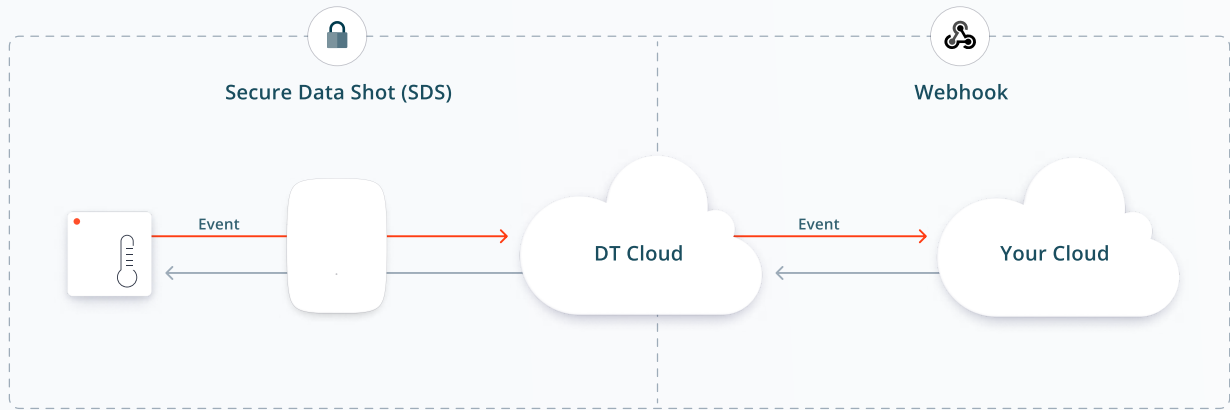 Secure Data Shot (SDS)
Webhook
Event
Event
DT Cloud
Your Cloud